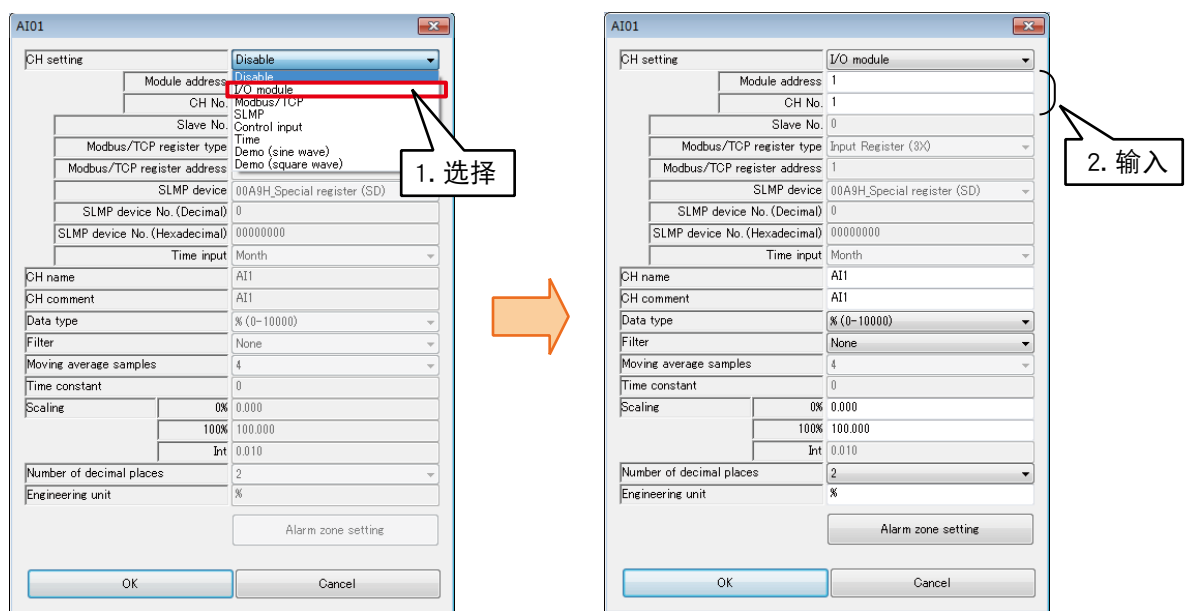 AI01
CH setting Disable
Module address Disable
I/O module
CH No. Modbus/TCP
SLMP
Slave No. Control input
Time
Modbus/TCP register type Demo (sine wave)
Modbus/TCP register address Demo (square wave)
1. 选择
SLMP device 00A9H_Special register (SD)
SLMP device No. (Decimal) 0
SLMP device No. (Hexadecimal) 00000000
Time input Month
CH name AI1
CH comment AI1
Data type % (0-10000)
Filter None
Moving average samples 4
Time constant 0
Scaling 0% 0.000
100% 100.000
Int 0.010
Number of decimal places 2
Engineering unit %
Alarm zone setting
OK Cancel
AI01
CH setting I/O module
Module address 1
CH No. 1
2. 输入
Slave No. 0
Modbus/TCP register type Input Register (3X)
Modbus/TCP register address 1
SLMP device 00A9H_Special register (SD)
SLMP device No. (Decimal) 0
SLMP device No. (Hexadecimal) 00000000
Time input Month
CH name AI1
CH comment AI1
Data type % (0-10000)
Filter None
Moving average samples 4
Time constant 0
Scaling 0% 0.000
100% 100.000
Int 0.010
Number of decimal places 2
Engineering unit %
Alarm zone setting
OK Cancel